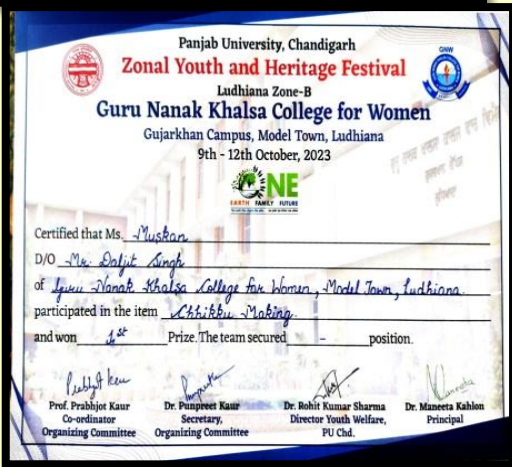 Panjab University, Chandigarh
Zonal Youth and Heritage Festival
GNW
Ludhiana Zone-B
Guru Nanak Khalsa College for Women
Gujarkhan Campus, Model Town, Ludhiana
9th - 12th October, 2023
ONE
EARTH FAMILY FUTURE
Certified that Ms. Muskan
D/O Mr. Daljit Singh
of Guru Nanak Khalsa College for Women, Model Town, Ludhiana.
participated in the item Chhikku Making
and won 1st Prize. The team secured - position.
Prof. Prabhjot Kaur Dr. Punpreet Kaur Dr. Rohit Kumar Sharma Dr. Maneeta Kahlon
Co-ordinator Secretary, Director Youth Welfare, Principal
Organizing Committee Organizing Committee PU Chd.